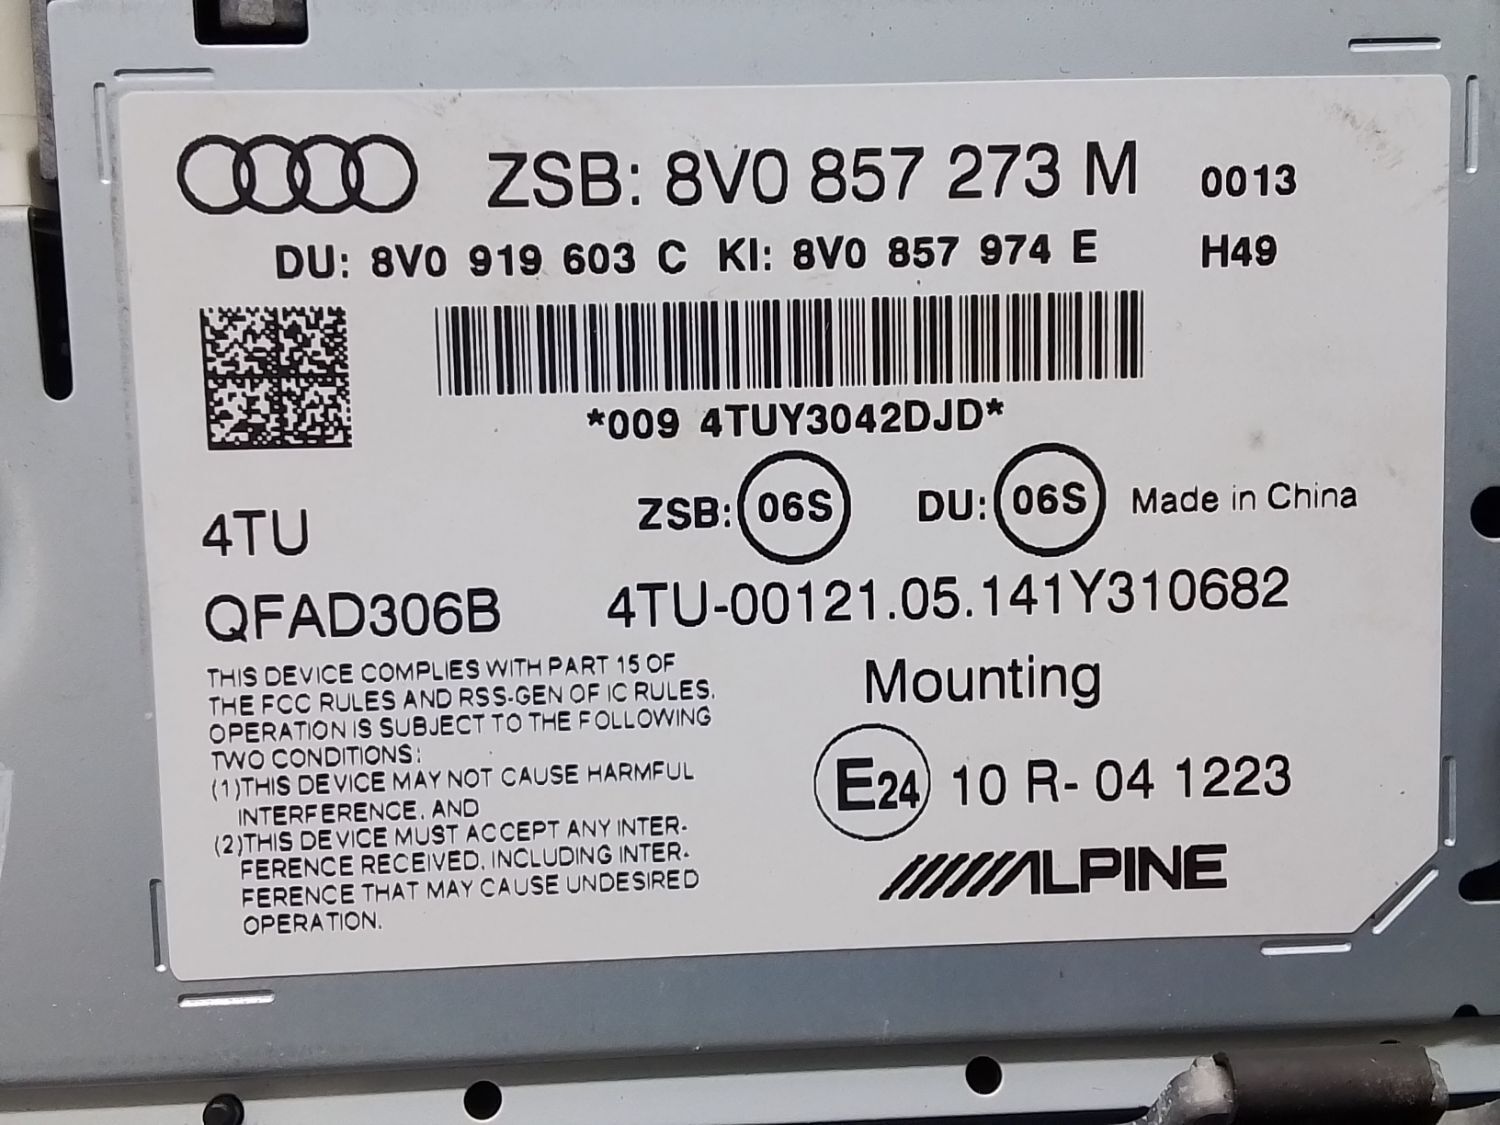 ZSB: 8V0 857 273 M 0013
DU: 8V0 919 603 C KI: 8V0 857 974 E H49
*009 4TUY3042DJD*
ZSB: 06S DU: 06S Made in China
4TU
QFAD306B 4TU-00121.05.141Y310682
THIS DEVICE COMPLIES WITH PART 15 OF
THE FCC RULES AND RSS-GEN OF IC RULES.
OPERATION IS SUBJECT TO THE FOLLOWING
TWO CONDITIONS:
(1)THIS DEVICE MAY NOT CAUSE HARMFUL
INTERFERENCE, AND
(2)THIS DEVICE MUST ACCEPT ANY INTER-
FERENCE RECEIVED, INCLUDING INTER-
FERENCE THAT MAY CAUSE UNDESIRED
OPERATION.
Mounting
E24 10 R-04 1223
ALPINE